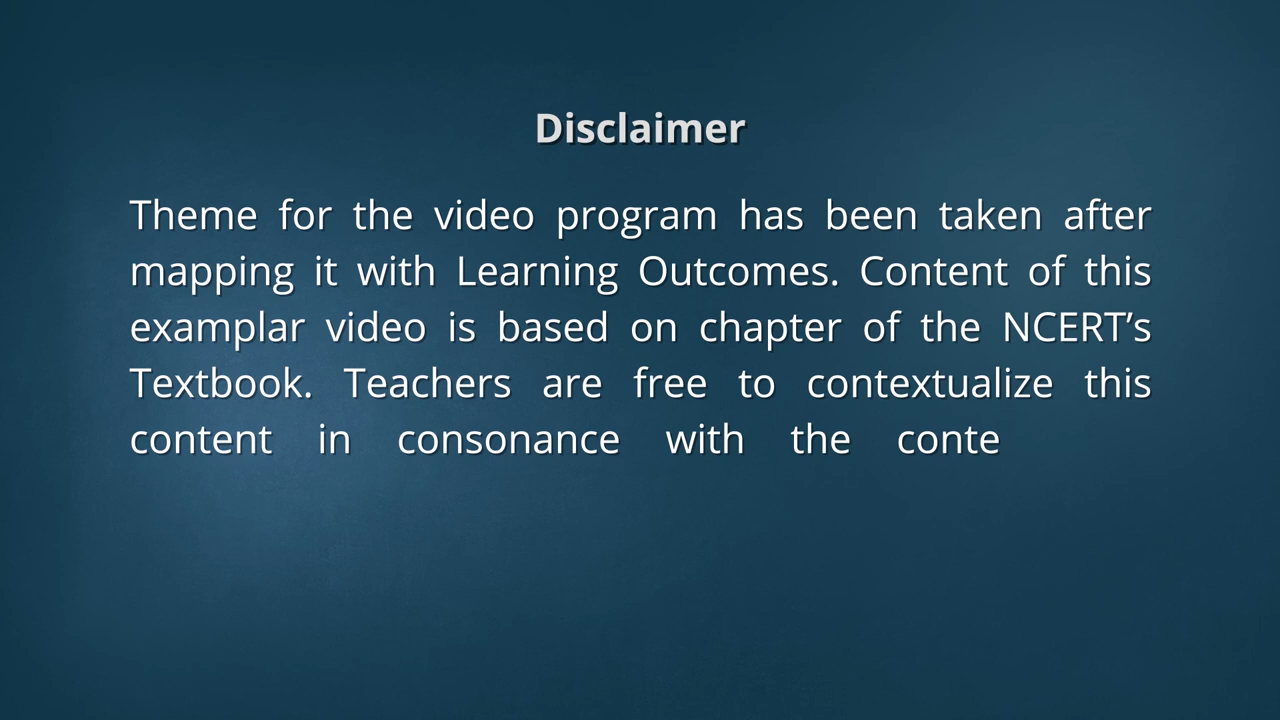 Disclaimer
Theme for the video program has been taken after
mapping it with Learning Outcomes. Content of this
examplar video is based on chapter of the NCERT’s
Textbook. Teachers are free to contextualize this
content in consonance with the conte